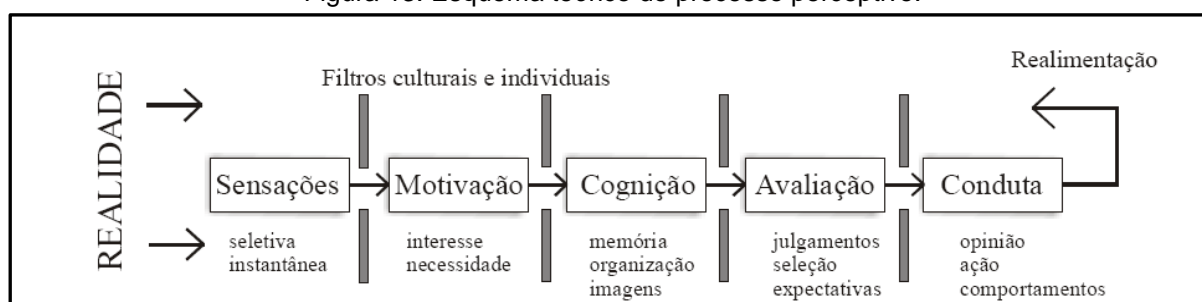 Figura Esquema teórico do processo perceptivo.
Realimentação
Filtros culturais e individuais
REALIDADE
Sensações
Motivação
Cognição
Avaliação
Conduta
seletiva
instantânea
interesse
necessidade
memória
organização
imagens
julgamentos
seleção
expectativas
opinião
ação
comportamentos